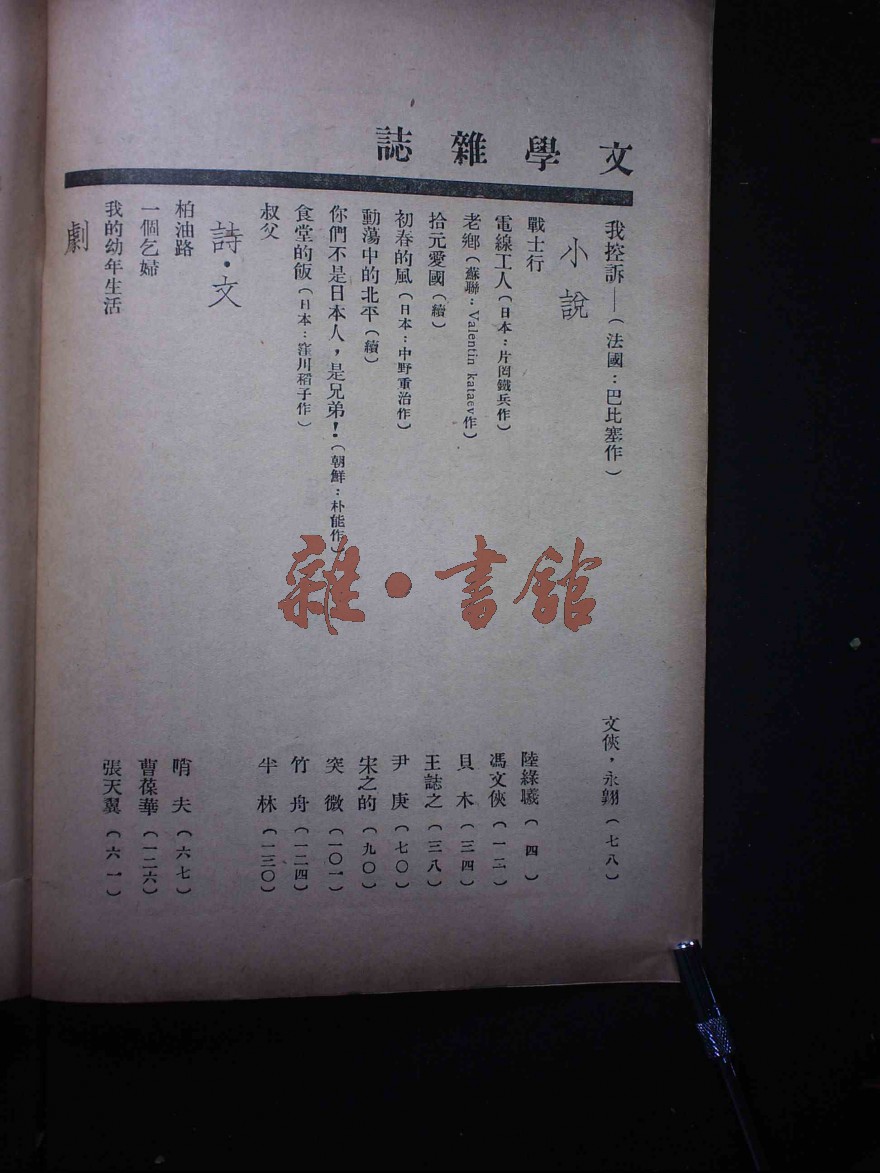 文學雜誌
我控訴——(法國：巴比塞作) 文俠，永翺(七八)
小說
戰士行 陸綠曦(四)
電線工人(日本：片岡鐵兵作) 馮文俠(一二)
老鄉(蘇聯：Valentin kataev作) 貝木(三四)
拾元愛國(續) 王誌之(三八)
初春的風(日本：中野重治作) 尹庚(七〇)
動蕩中的北平(續) 宋之的(九〇)
你們不是日本人，是兄弟！(朝鮮：朴能作) 突微(一〇一)
食堂的飯(日本：窪川稻子作) 竹舟(一二四)
叔父 半林(一三〇)
詩·文
柏油路 哨夫(六七)
一個乞婦 曹葆華(一二六)
我的幼年生活 張天翼(六一)
劇
雜·書館